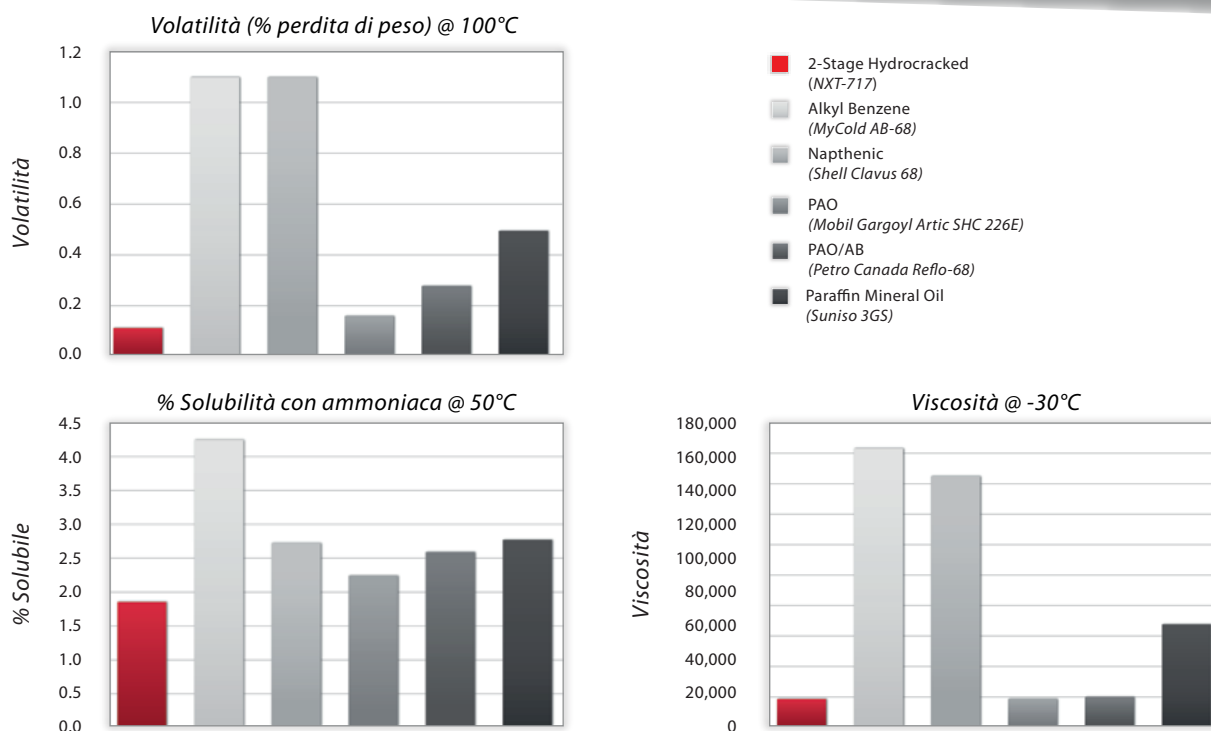 Volatilità (% perdita di peso) @ 100°C
1.2
1.0
0.8
0.6
0.4
0.2
0.0
Volatilità
2-Stage Hydrocracked
(NXT-717)
Alkyl Benzene
(MyCold AB-68)
Napthenic
(Shell Clavus 68)
PAO
(Mobil Gargoyl Artic SHC 226E)
PAO/AB
(Petro Canada Reflo-68)
Paraffin Mineral Oil
(Suniso 3GS)
% Solubilità con ammoniaca @ 50°C
4.5
4.0
3.5
3.0
2.5
2.0
1.5
1.0
0.5
0.0
% Solubile
Viscosità @ -30°C
180,000
160,000
140,000
120,000
100,000
80,000
60,000
40,000
20,000
0
Viscosità